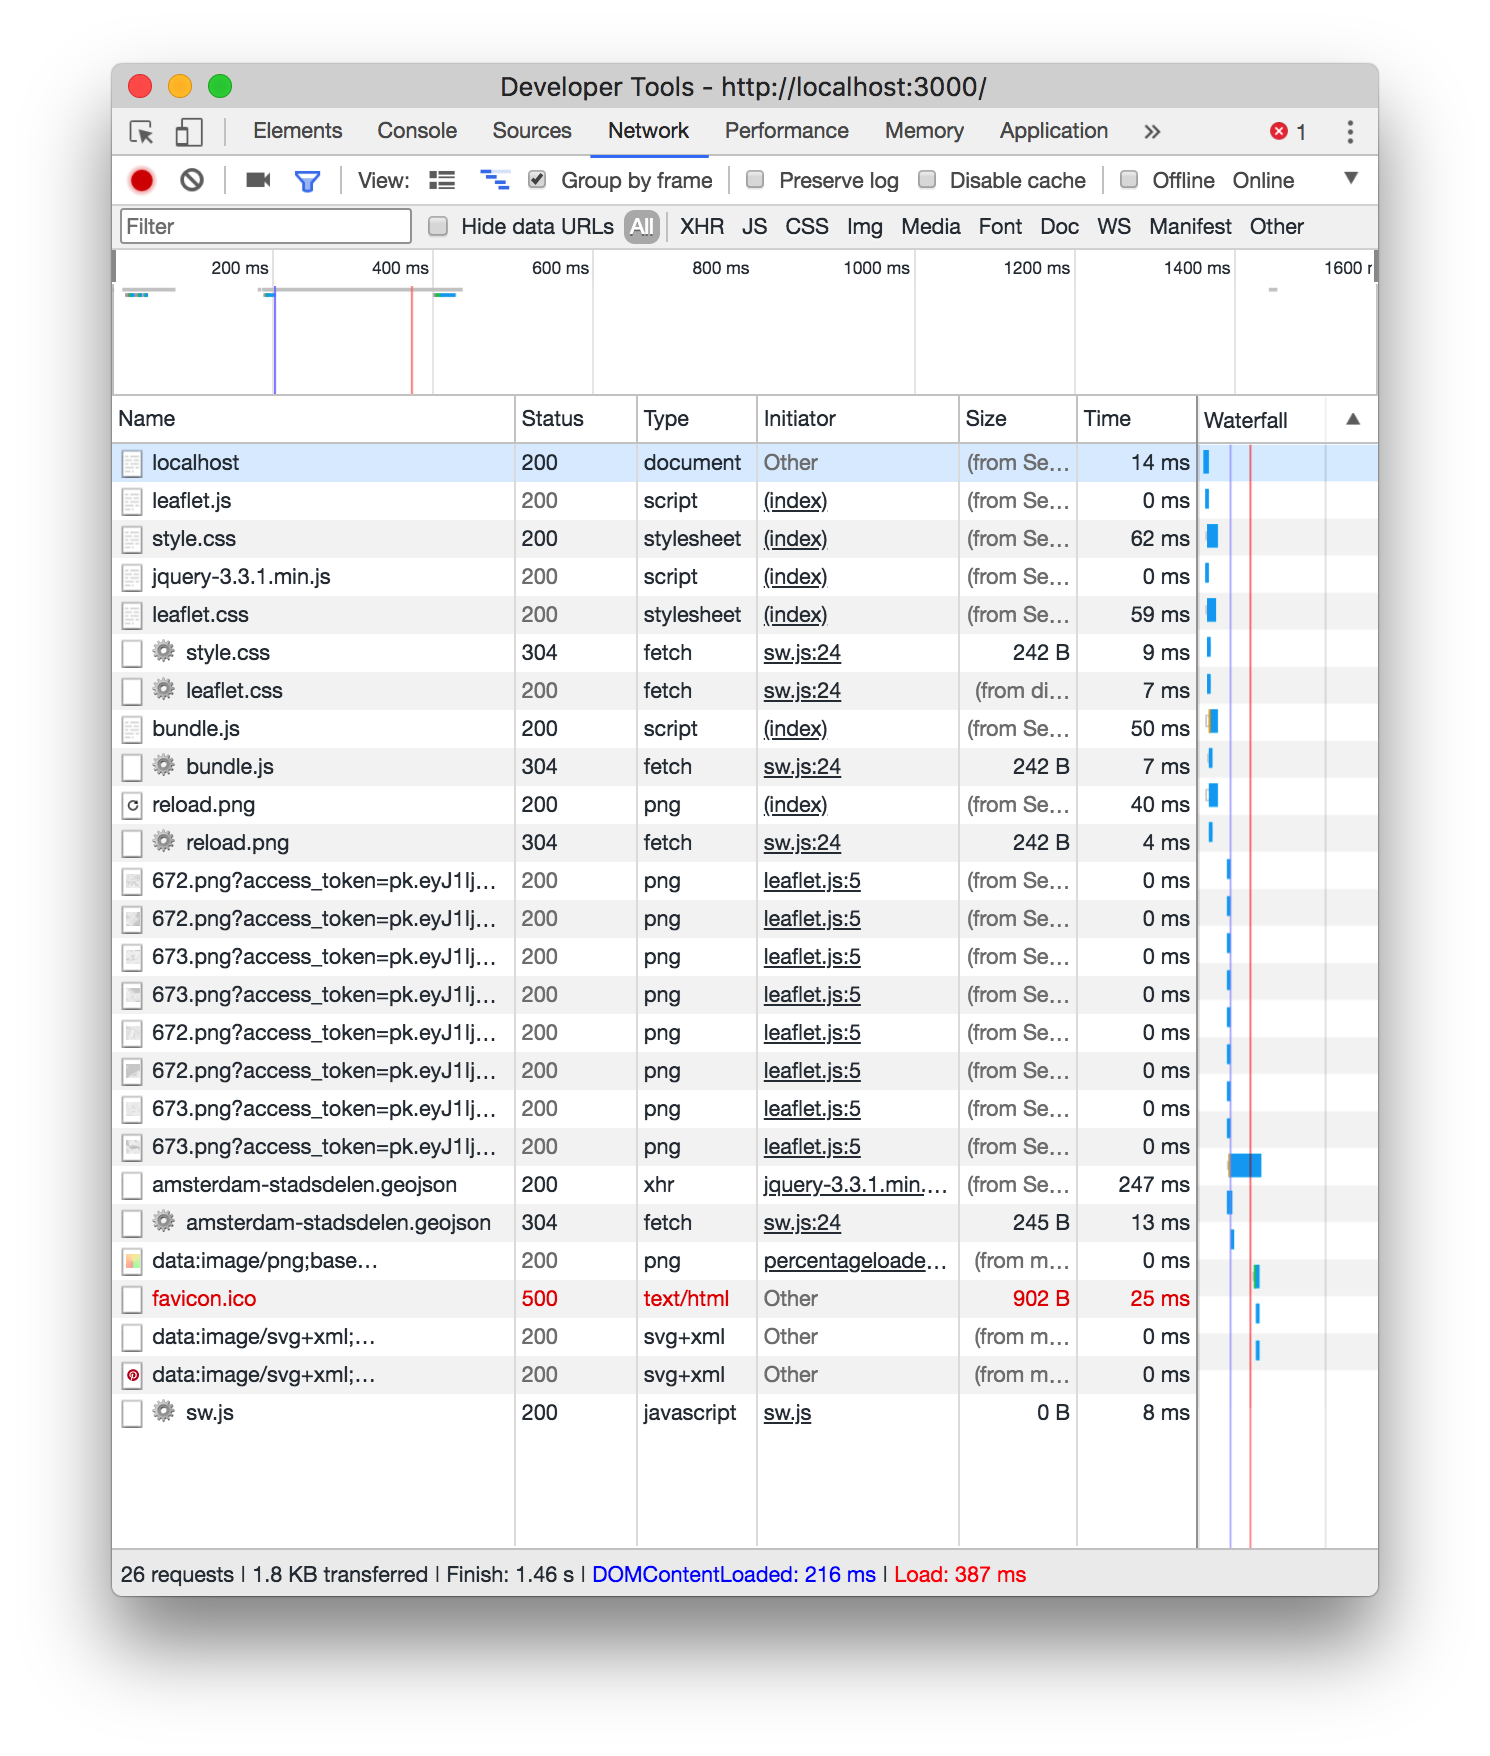 Developer Tools - http://localhost:3000/
Elements Console Sources Network Performance Memory Application » 1
View: Group by frame Preserve log Disable cache Offline Online
Filter Hide data URLs All XHR JS CSS Img Media Font Doc WS Manifest Other
200 ms 400 ms 600 ms 800 ms 1000 ms 1200 ms 1400 ms 1600 r
Name Status Type Initiator Size Time Waterfall
localhost 200 document Other (from Se... 14 ms
leaflet.js 200 script (index) (from Se... 0 ms
style.css 200 stylesheet (index) (from Se... 62 ms
jquery-3.3.1.min.js 200 script (index) (from Se... 0 ms
leaflet.css 200 stylesheet (index) (from Se... 59 ms
style.css 304 fetch sw.js:24 242 B 9 ms
leaflet.css 200 fetch sw.js:24 (from di... 7 ms
bundle.js 200 script (index) (from Se... 50 ms
bundle.js 304 fetch sw.js:24 242 B 7 ms
reload.png 200 png (index) (from Se... 40 ms
reload.png 304 fetch sw.js:24 242 B 4 ms
672.png?access_token=pk.eyJ1Ij... 200 png leaflet.js:5 (from Se... 0 ms
672.png?access_token=pk.eyJ1Ij... 200 png leaflet.js:5 (from Se... 0 ms
673.png?access_token=pk.eyJ1Ij... 200 png leaflet.js:5 (from Se... 0 ms
673.png?access_token=pk.eyJ1Ij... 200 png leaflet.js:5 (from Se... 0 ms
672.png?access_token=pk.eyJ1Ij... 200 png leaflet.js:5 (from Se... 0 ms
672.png?access_token=pk.eyJ1Ij... 200 png leaflet.js:5 (from Se... 0 ms
673.png?access_token=pk.eyJ1Ij... 200 png leaflet.js:5 (from Se... 0 ms
673.png?access_token=pk.eyJ1Ij... 200 png leaflet.js:5 (from Se... 0 ms
amsterdam-stadsdelen.geojson 200 xhr jquery-3.3.1.min.... (from Se... 247 ms
amsterdam-stadsdelen.geojson 304 fetch sw.js:24 245 B 13 ms
data:image/png;base... 200 png percentageloade... (from m... 0 ms
favicon.ico 500 text/html Other 902 B 25 ms
data:image/svg+xml;... 200 svg+xml Other (from m... 0 ms
data:image/svg+xml;... 200 svg+xml Other (from m... 0 ms
sw.js 200 javascript sw.js 0 B 8 ms
26 requests | 1.8 KB transferred | Finish: 1.46 s | DOMContentLoaded: 216 ms | Load: 387 ms